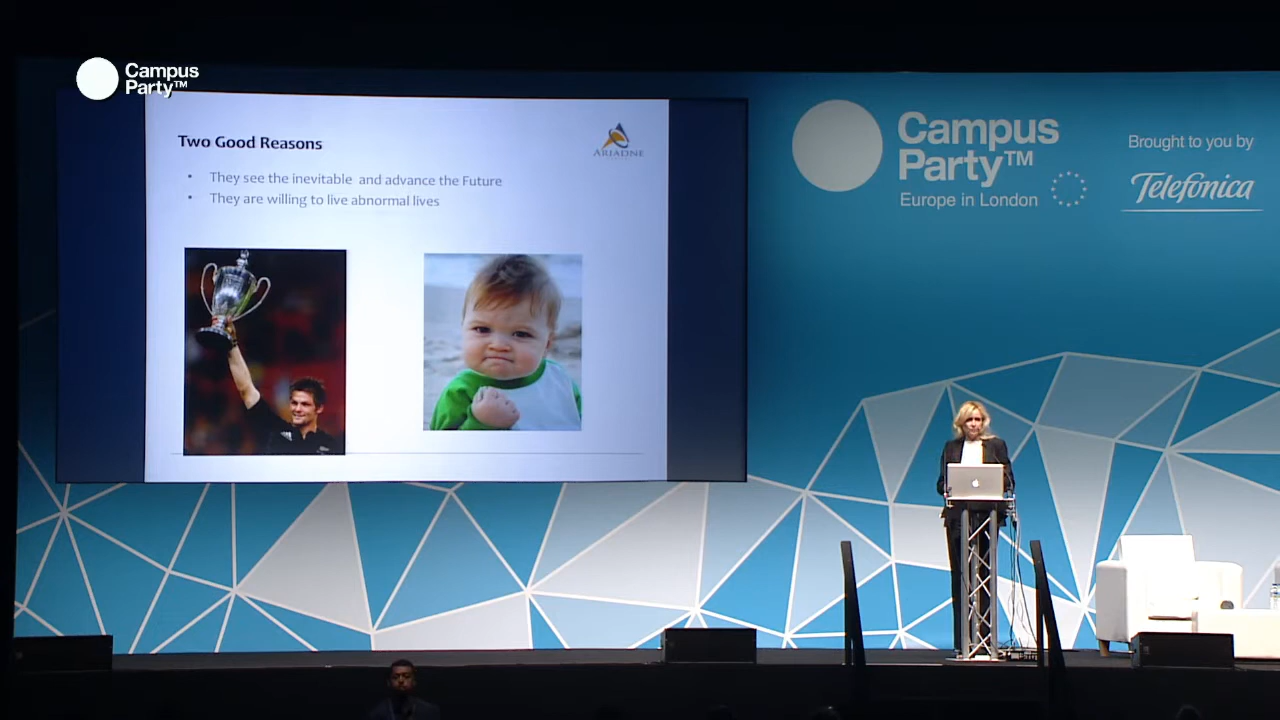 Campus
Party™
Two Good Reasons
ARIADNE
• They see the inevitable and advance the Future
• They are willing to live abnormal lives
Campus
Party™
Europe in London
Brought to you by
Telefónica